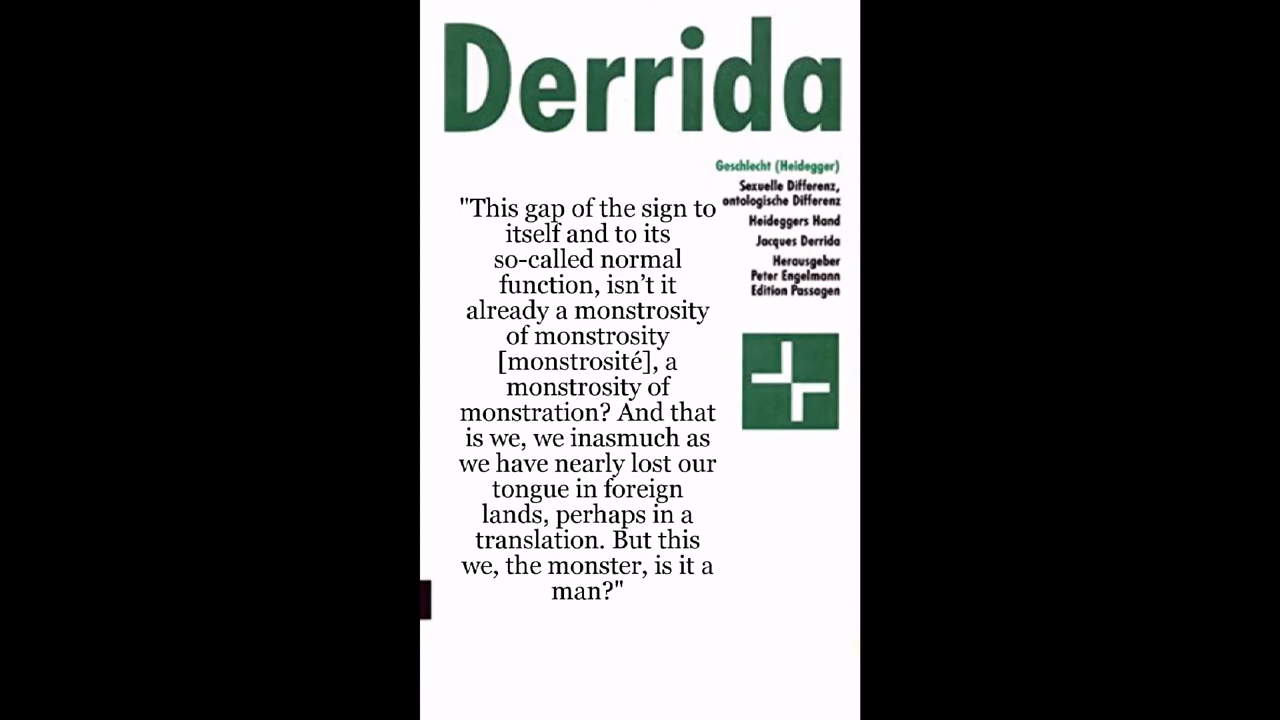 Derrida
Geschlecht (Heidegger)
Sexuelle Differenz,
ontologische Differenz
Heideggers Hand
Jacques Derrida
Herausgeber
Peter Engelmann
Edition Passagen
"This gap of the sign to
itself and to its
so-called normal
function, isn’t it
already a monstrosity
of monstrosity
[monstrosité], a
monstrosity of
monstration? And that
is we, we inasmuch as
we have nearly lost our
tongue in foreign
lands, perhaps in a
translation. But this
we, the monster, is it a
man?"